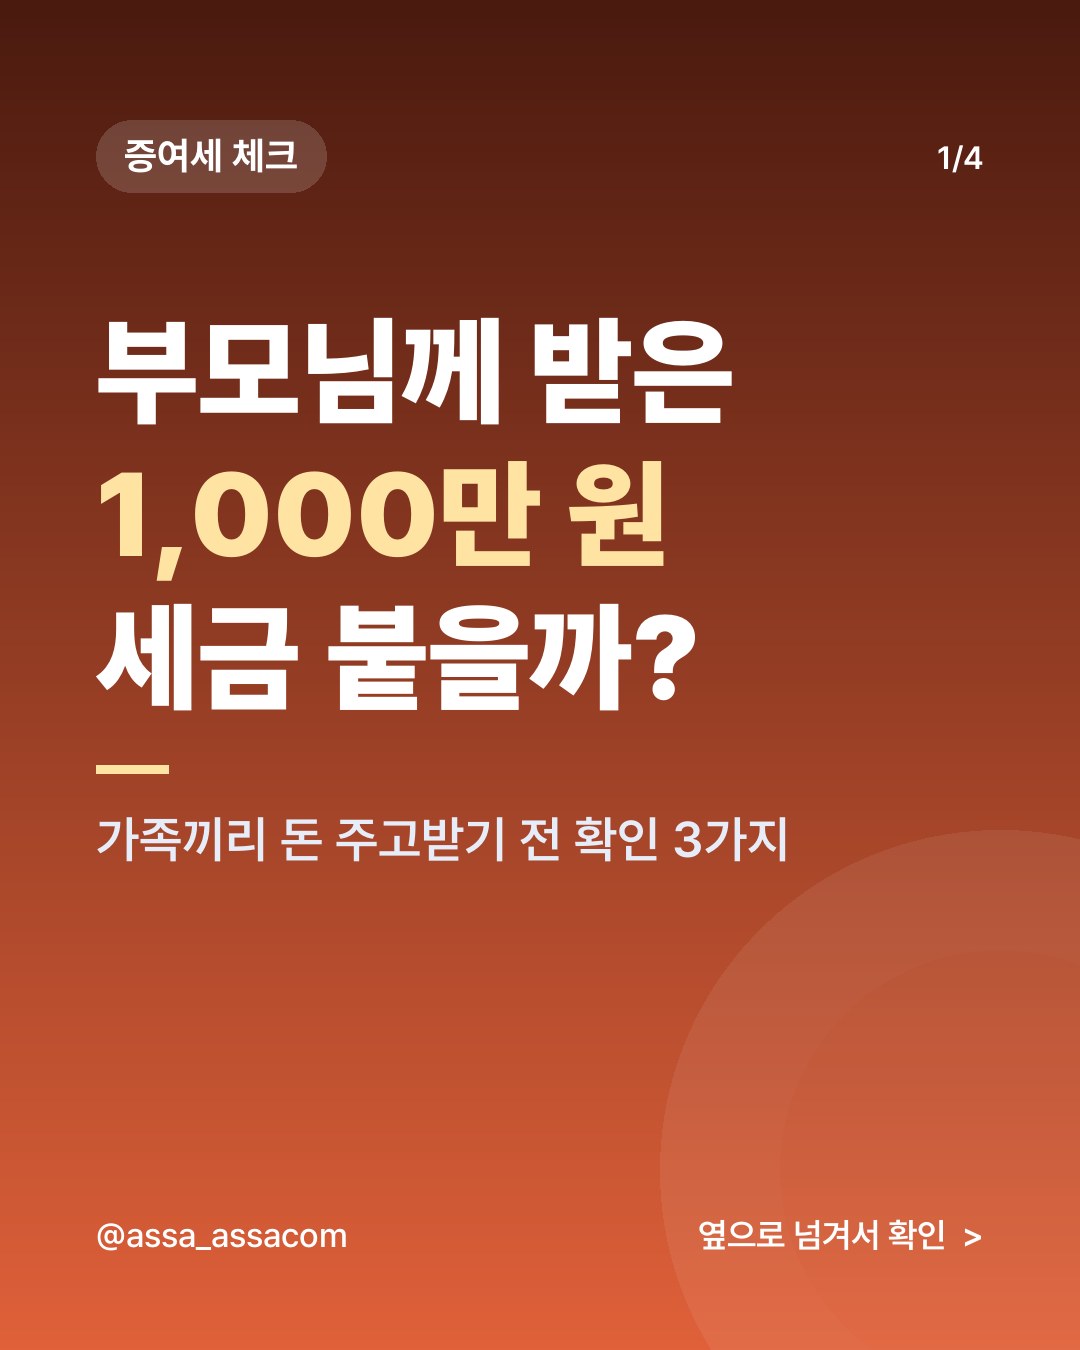 증여세 체크
1/4
부모님께 받은
1,000만 원
세금 붙을까?
가족끼리 돈 주고받기 전 확인 3가지
@assa_assacom
옆으로 넘겨서 확인 >